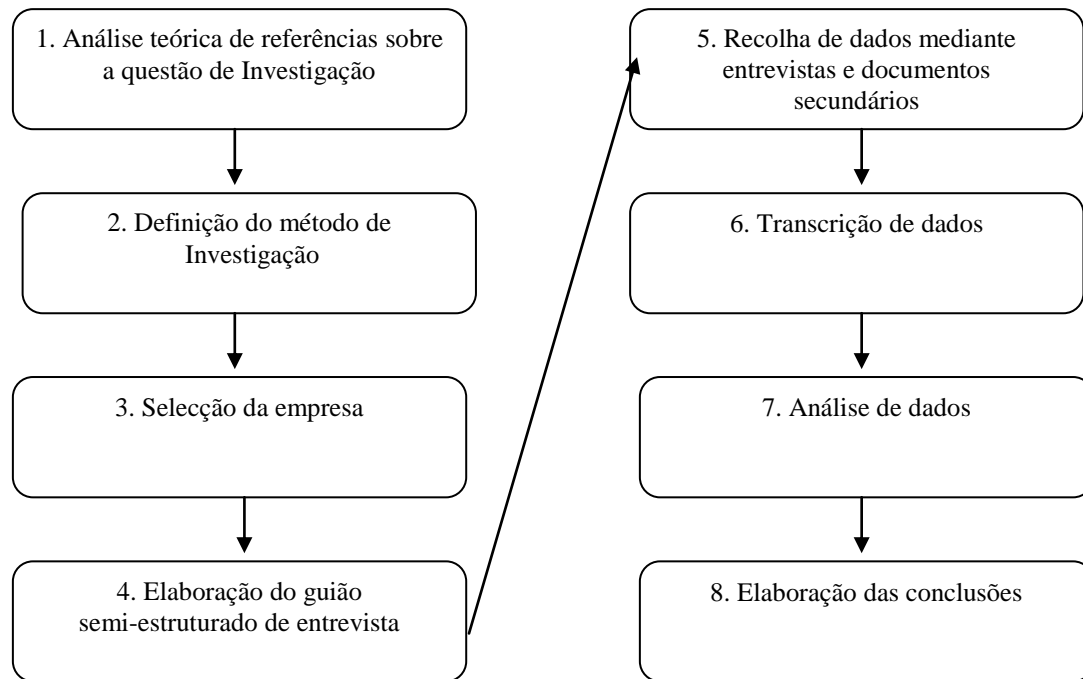 1. Análise teórica de referências sobre
a questão de Investigação
2. Definição do método de
Investigação
3. Selecção da empresa
4. Elaboração do guião
semi-estruturado de entrevista
5. Recolha de dados mediante
entrevistas e documentos
secundários
6. Transcrição de dados
7. Análise de dados
8. Elaboração das conclusões